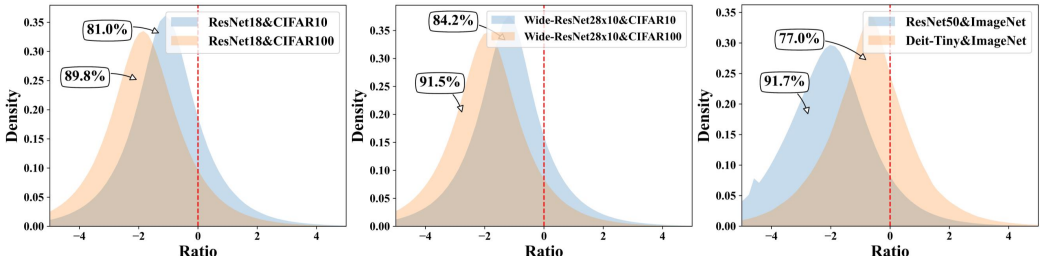 ResNet18&CIFAR10
ResNet18&CIFAR100
81.0%
89.8%
Density
0.35
0.30
0.25
0.20
0.15
0.10
0.05
0.00
−4 −2 0 2 4
Ratio
Wide-ResNet28x10&CIFAR10
Wide-ResNet28x10&CIFAR100
84.2%
91.5%
Density
0.35
0.30
0.25
0.20
0.15
0.10
0.05
0.00
−4 −2 0 2 4
Ratio
ResNet50&ImageNet
Deit-Tiny&ImageNet
77.0%
91.7%
Density
0.35
0.30
0.25
0.20
0.15
0.10
0.05
0.00
−4 −2 0 2 4
Ratio